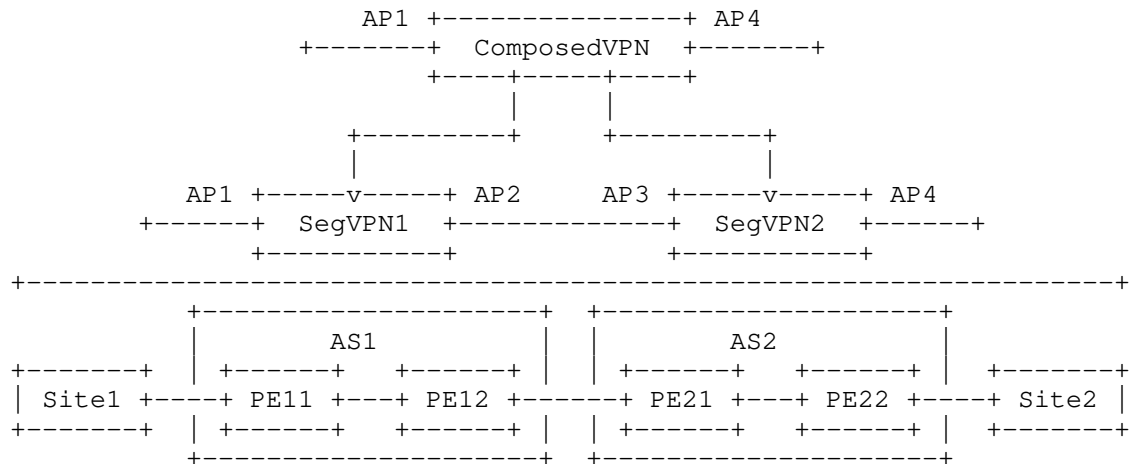 AP1 AP4
ComposedVPN
AP1 AP2 AP3 AP4
SegVPN1 SegVPN2
AS1 AS2
Site1 PE11 PE12 PE21 PE22 Site2